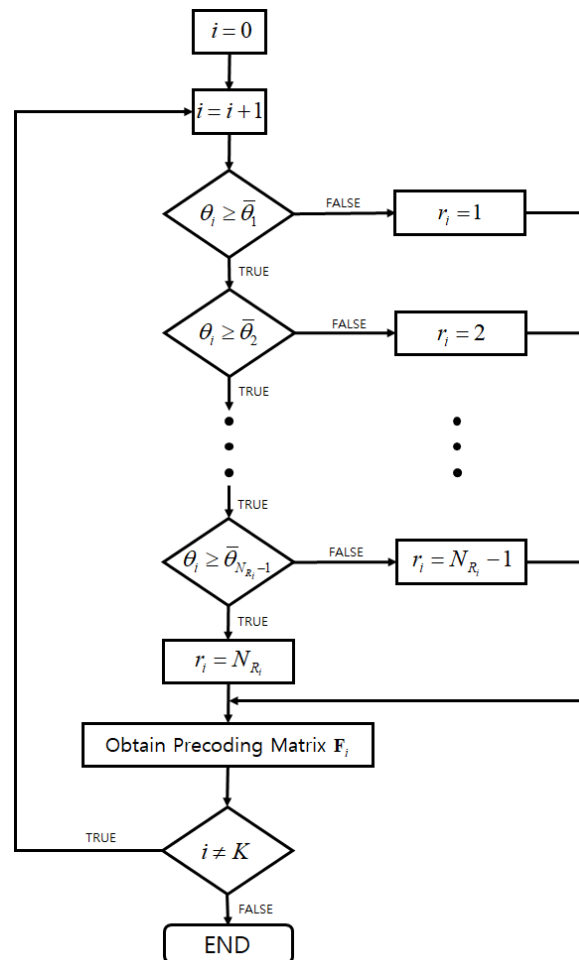 i = 0
i = i + 1
θ_i ≥ θ̅_1
FALSE
r_i = 1
TRUE
θ_i ≥ θ̅_2
FALSE
r_i = 2
TRUE
TRUE
θ_i ≥ θ̅_{N_{R_i}−1}
FALSE
r_i = N_{R_i} − 1
TRUE
r_i = N_{R_i}
Obtain Precoding Matrix F_i
TRUE
i ≠ K
FALSE
END